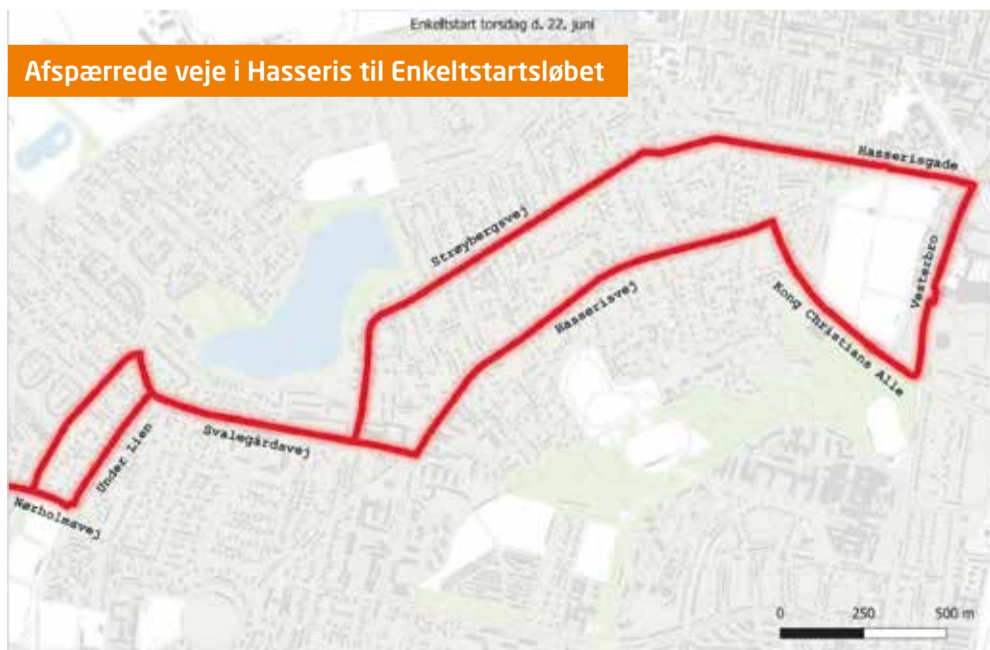 Enkeltstart torsdag d. 22. juni
Afspærrede veje i Hasseris til Enkeltstartsløbet
Hasserisgade
Strøybergsvej
Vesterbro
Hasserisvej
Kong Christians Alle
Svalegårdsvej
Under Lien
Nørholmsvej
0 250 500 m